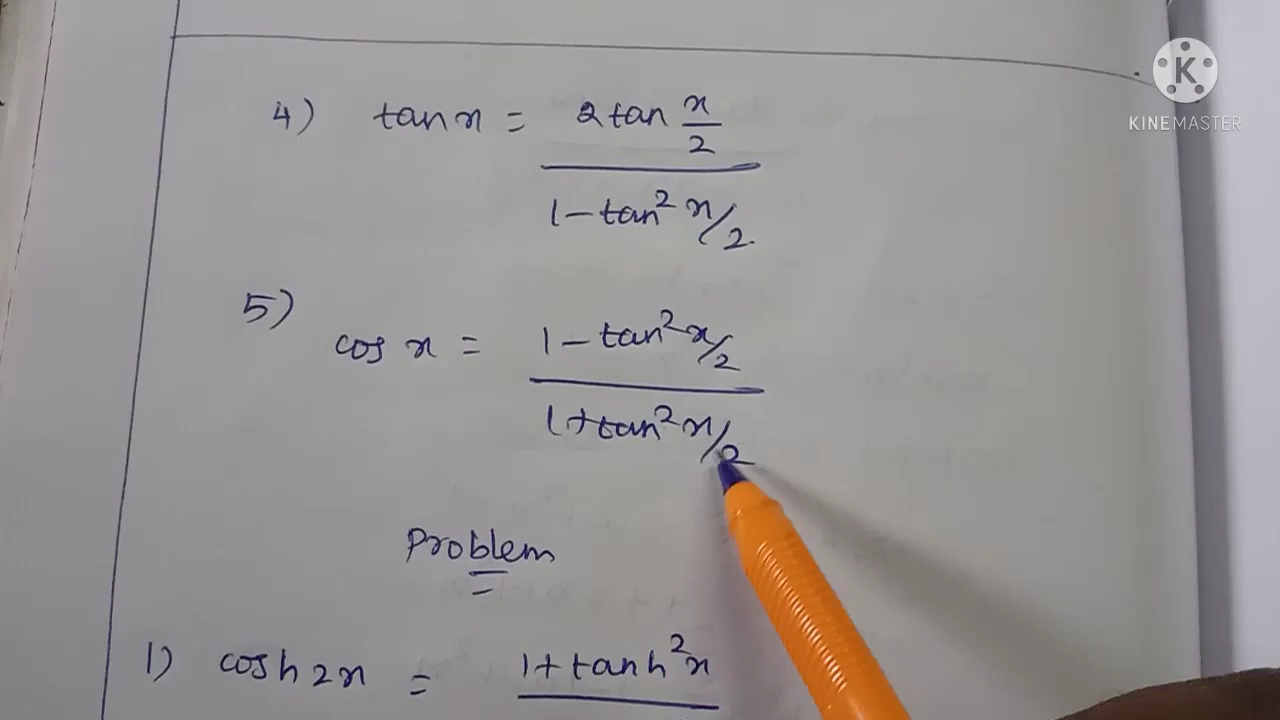 4) tan x = 2 tan x/2
1 - tan² x/2.
5) cos x = 1 - tan² x/2
1 + tan² x/2
Problem
1) cosh 2x = 1 + tanh² x
K
KINEMASTER